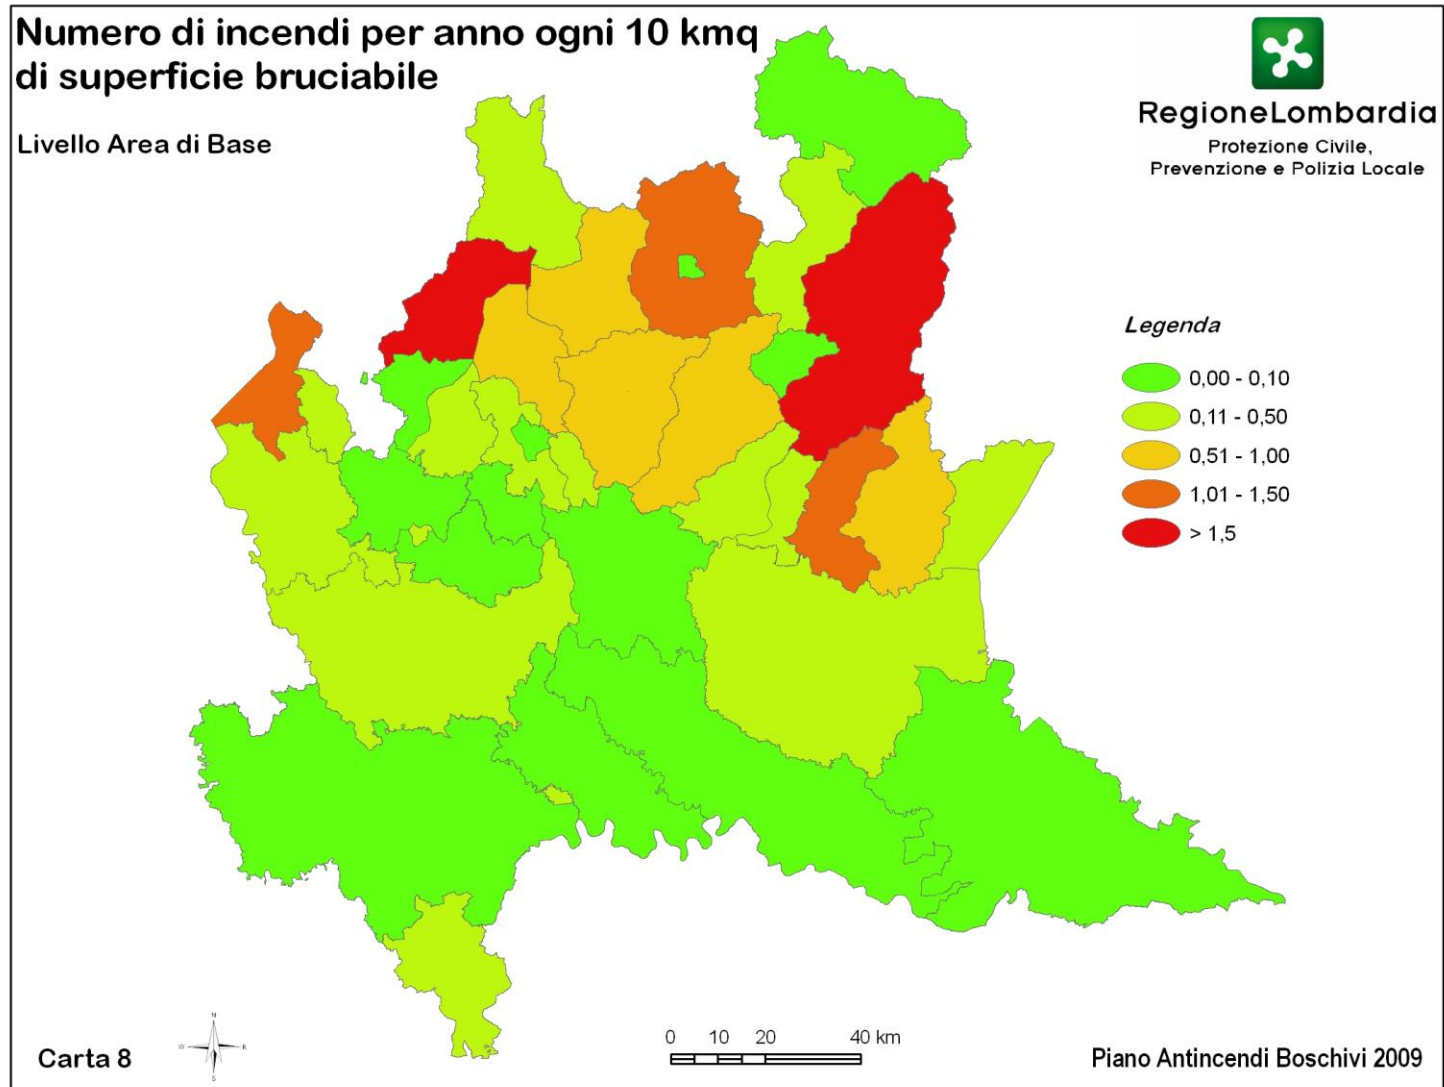 Numero di incendi per anno ogni 10 kmq
di superficie bruciabile
Livello Area di Base
RegioneLombardia
Protezione Civile,
Prevenzione e Polizia Locale
Legenda
0,00 - 0,10
0,11 - 0,50
0,51 - 1,00
1,01 - 1,50
> 1,5
N
W E
S
0 10 20 40 km
Carta 8
Piano Antincendi Boschivi 2009